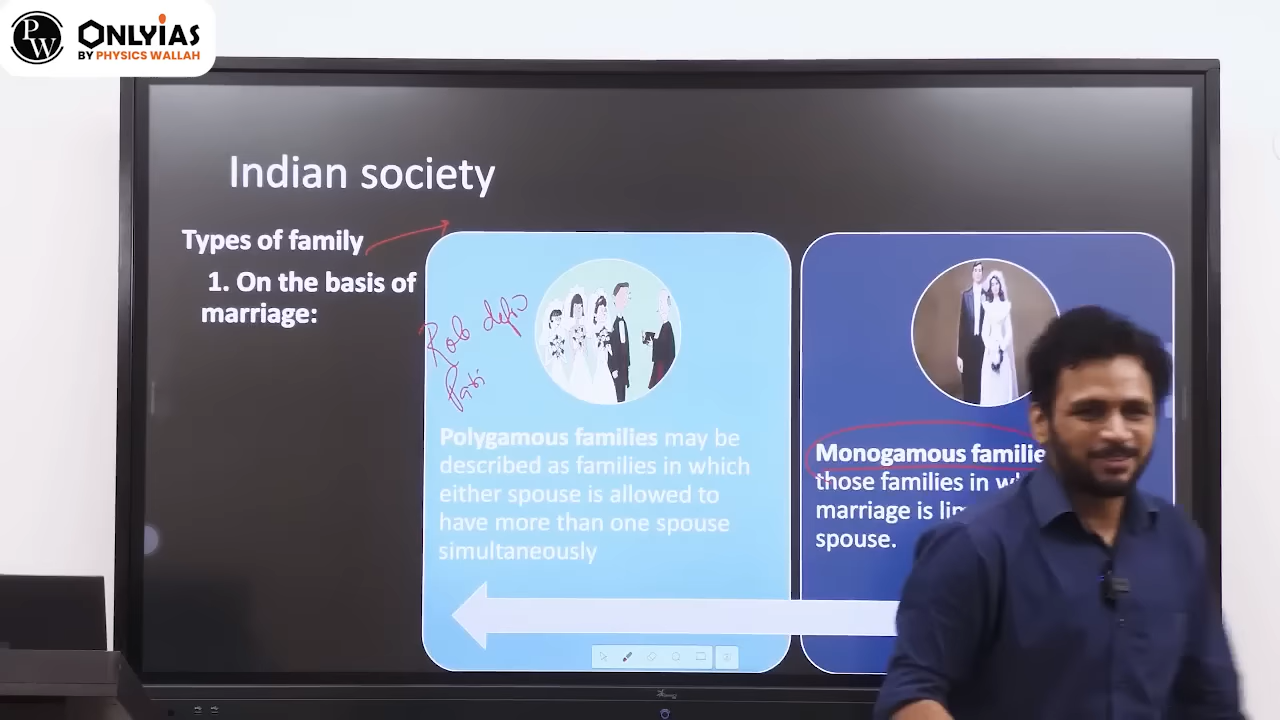 PW
ONLYIAS
BY PHYSICS WALLAH
Indian society
Types of family
1. On the basis of
marriage:
Rob
Polygamous families may be
described as families in which
either spouse is allowed to
have more than one spouse
simultaneously
Monogamous familie
those families in
marriage is
spouse.